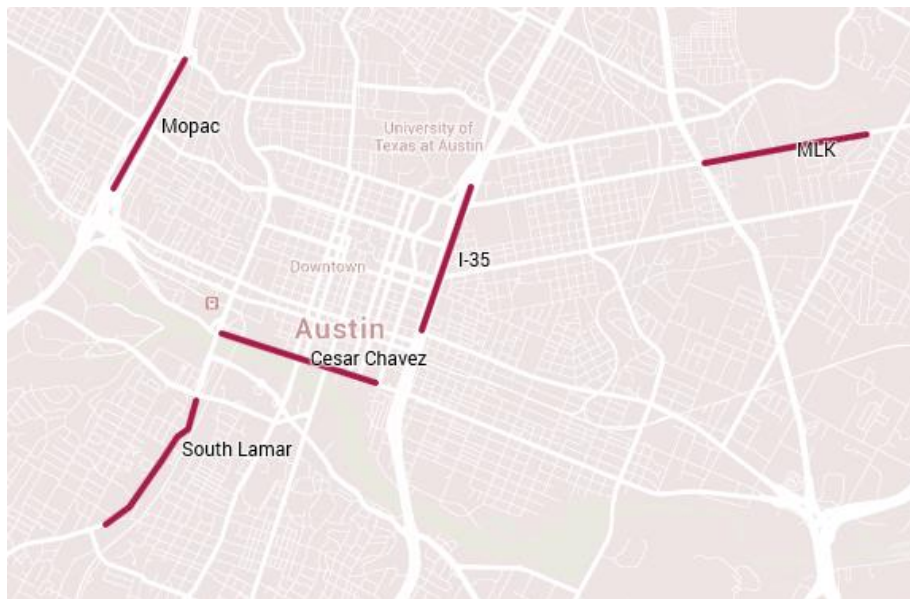 Mopac
University of
Texas at Austin
MLK
I-35
Downtown
Austin
Cesar Chavez
South Lamar